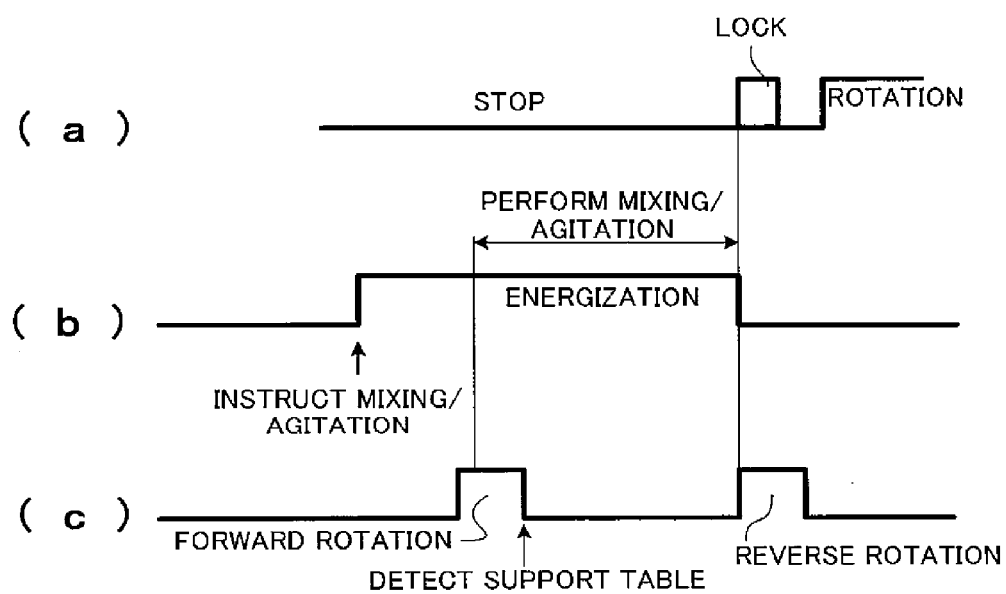 LOCK
STOP
ROTATION
( a )
PERFORM MIXING/
AGITATION
ENERGIZATION
( b )
INSTRUCT MIXING/
AGITATION
( c )
FORWARD ROTATION
REVERSE ROTATION
DETECT SUPPORT TABLE